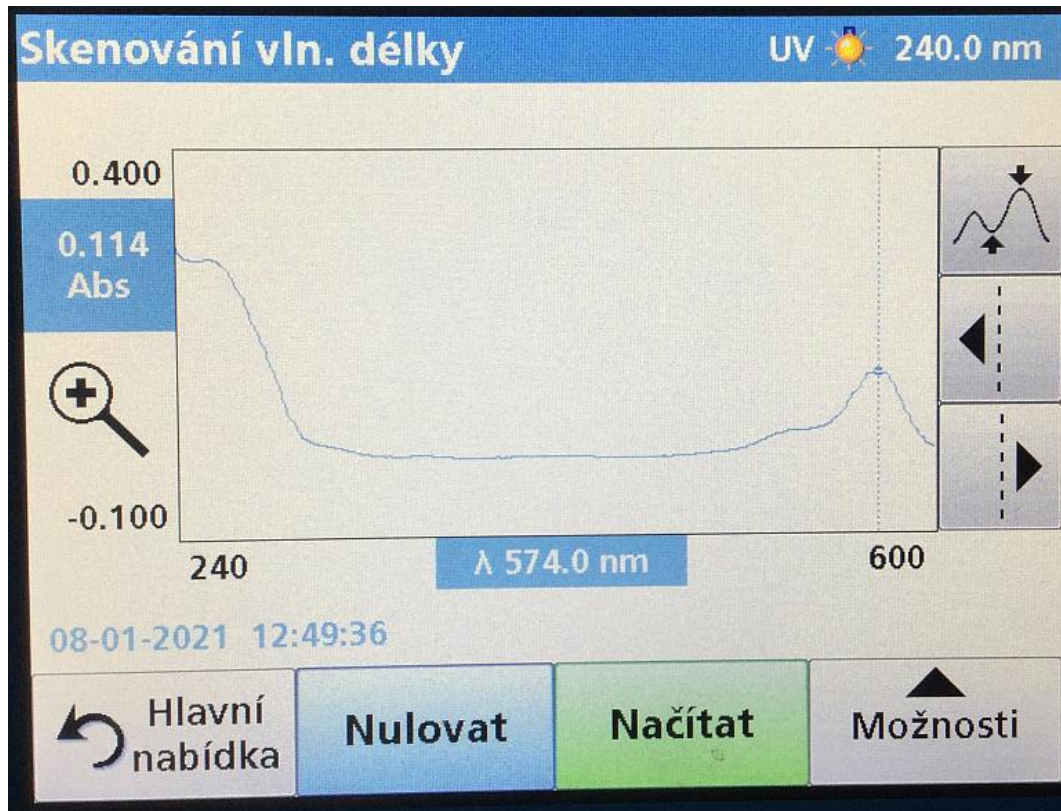 Skenování vln. délky
UV 240.0 nm
0.400
0.114
Abs
-0.100
240
λ 574.0 nm
600
08-01-2021 12:49:36
Hlavní
nabídka
Nulovat
Načítat
Možnosti